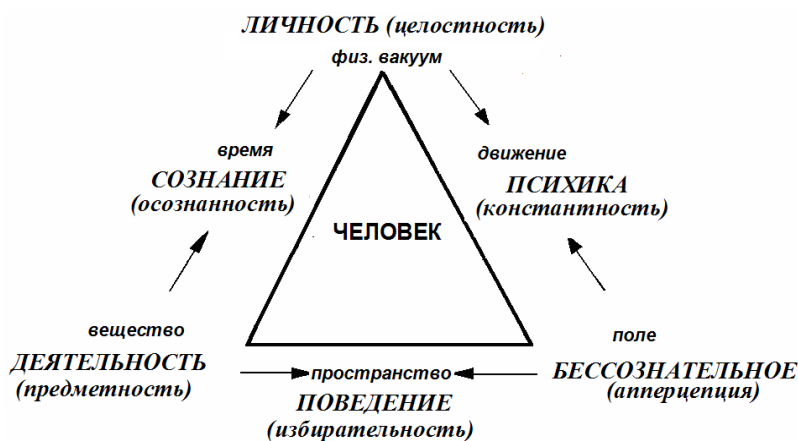 ЛИЧНОСТЬ (целостность)
физ. вакуум
время
СОЗНАНИЕ
(осознанность)
движение
ПСИХИКА
(константность)
ЧЕЛОВЕК
вещество
ДЕЯТЕЛЬНОСТЬ
(предметность)
пространство
ПОВЕДЕНИЕ
(избирательность)
поле
БЕССОЗНАТЕЛЬНОЕ
(апперцепция)